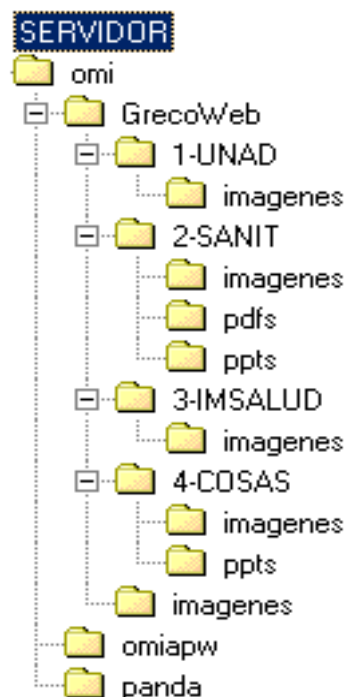 SERVIDOR
omi
GrecoWeb
1-UNAD
imagenes
2-SANIT
imagenes
pdfs
ppts
3-IMSALUD
imagenes
4-COSAS
imagenes
ppts
imagenes
omiapw
panda